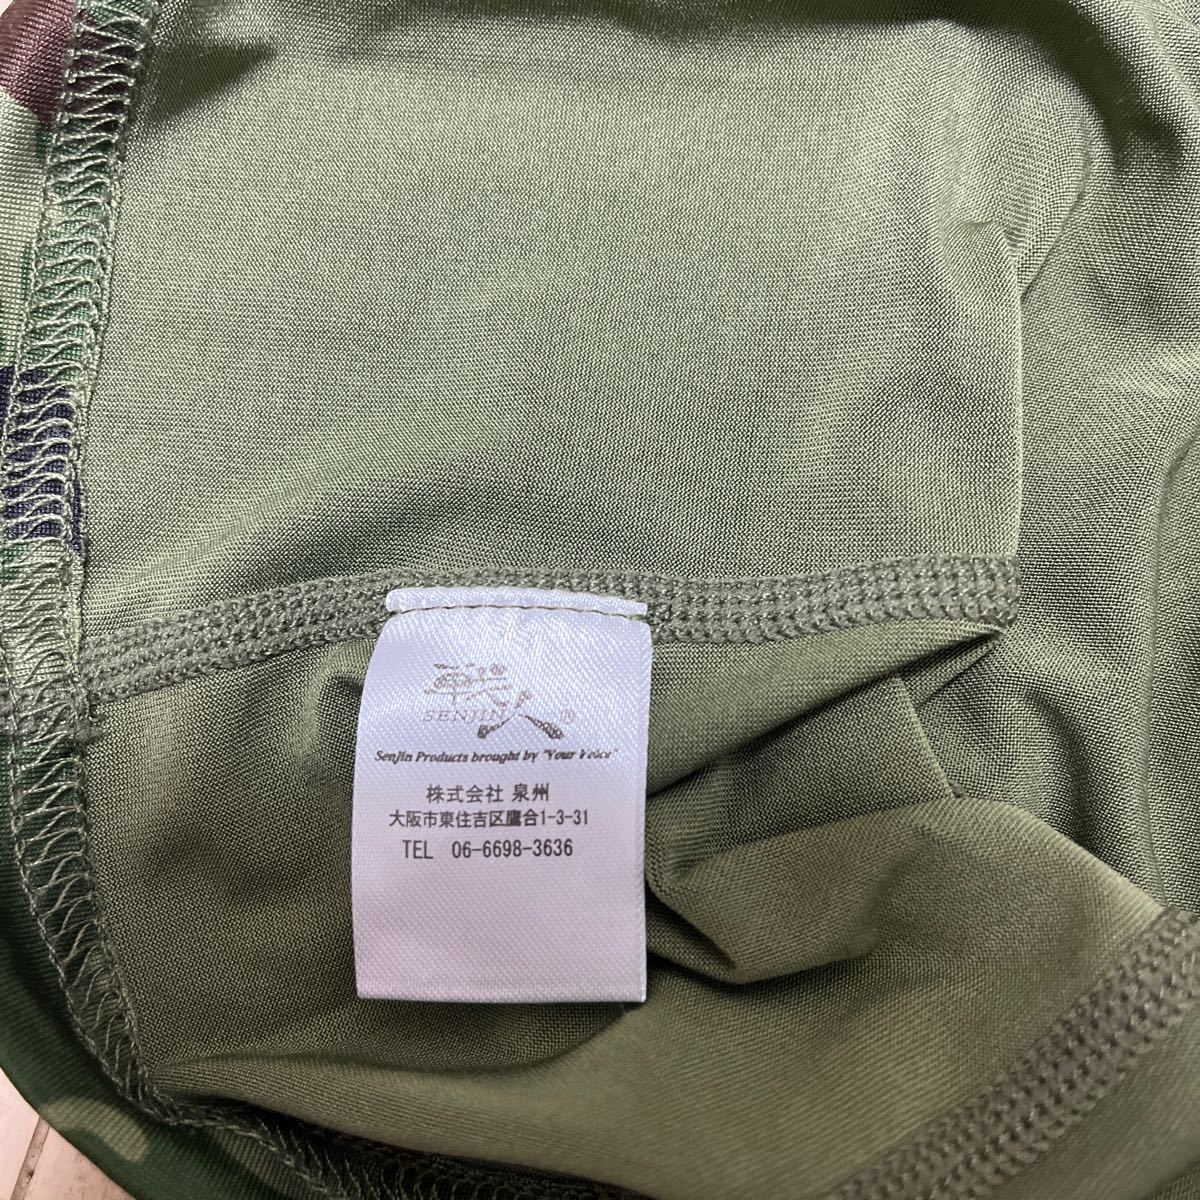 戦人
SENJIN ®
Senjin Products brought by "Your Voice"
株式会社 泉州
大阪市東住吉区鷹合1-3-31
TEL 06-6698-3636